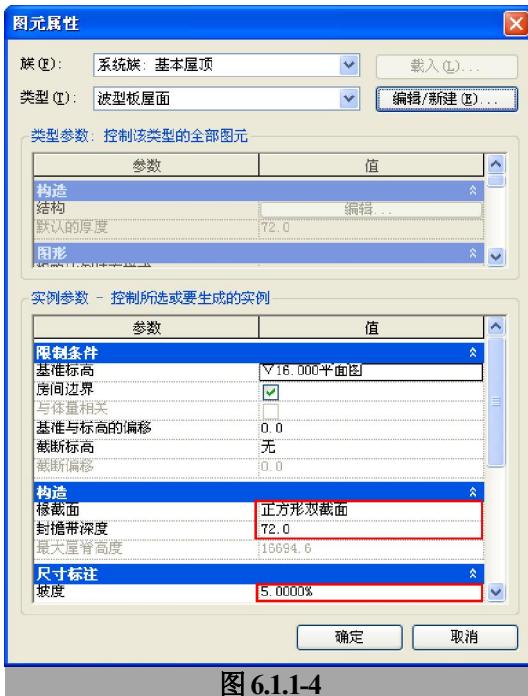 图元属性
族(F): 系统族: 基本屋顶 载入(L)...
类型(T): 波型板屋面 编辑/新建(E)...
类型参数: 控制该类型的全部图元
参数 值
构造
结构 编辑...
默认的厚度 72.0
图形
实例参数 - 控制所选或要生成的实例
参数 值
限制条件
基准标高 ▽16.000平面图
房间边界
与体量相关
基准与标高的偏移 0.0
截断标高 无
截断偏移 0.0
构造
椽截面 正方形双截面
封檐带深度 72.0
最大屋脊高度 16694.6
尺寸标注
坡度 5.0000%
确定 取消
图 6.1.1-4